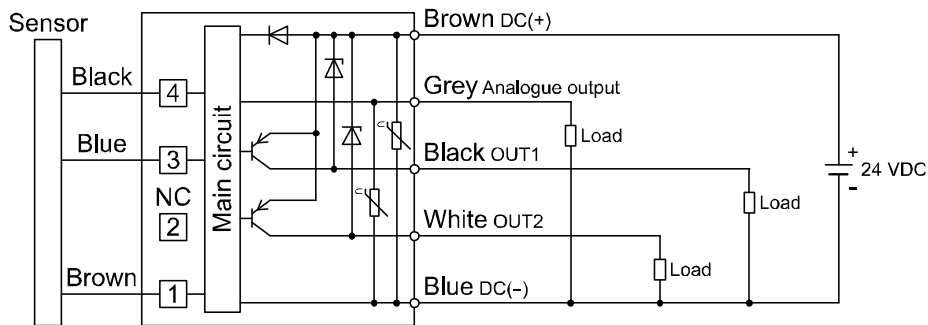 Sensor
Brown DC(+)
Black
4
Grey Analogue output
Load
Main circuit
U
Blue
3
Black OUT1
+
24 VDC
-
NC
2
U
Load
White OUT2
Load
Brown
1
Blue DC(-)